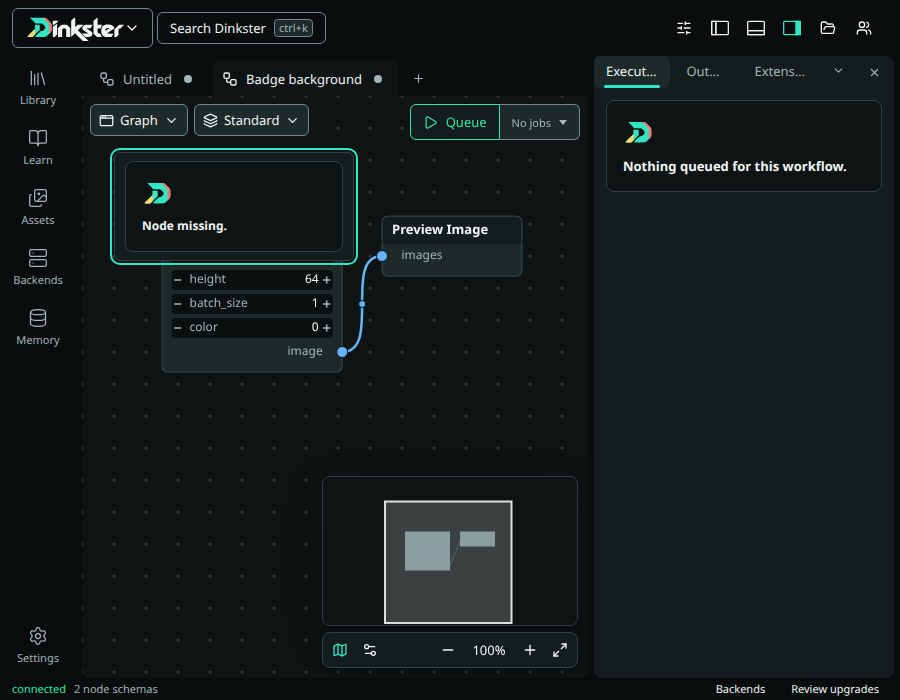 Dinkster
Search Dinkster ctrl+k
Library
Learn
Assets
Backends
Memory
Settings
Untitled
Badge background
Graph
Standard
Queue
No jobs
Node missing.
height 64
batch_size 1
color 0
image
Preview Image
images
100%
Execut...
Out...
Extens...
Nothing queued for this workflow.
connected 2 node schemas
Backends
Review upgrades